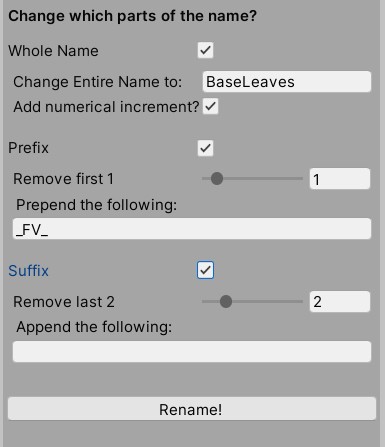 Change which parts of the name?
Whole Name
Change Entire Name to: BaseLeaves
Add numerical increment?
Prefix
Remove first 1 1
Prepend the following:
_FV_
Suffix
Remove last 2 2
Append the following:
Rename!